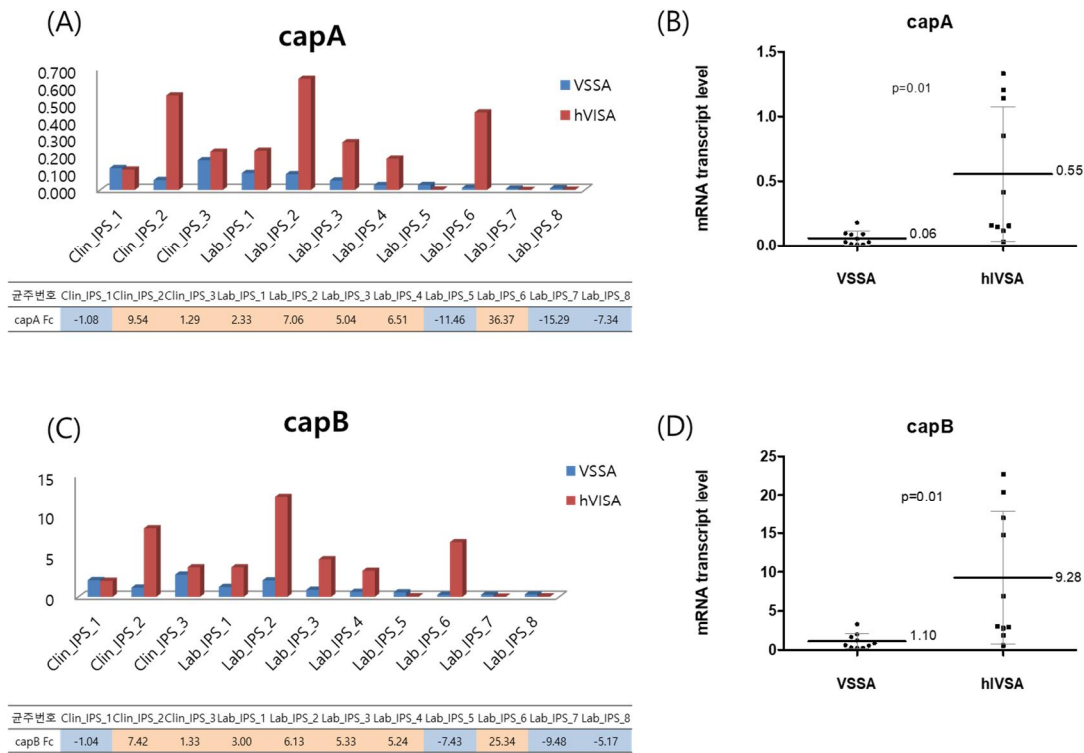 (A)
capA
0.700
0.600
0.500
0.400
0.300
0.200
0.100
0.000
VSSA
hVISA
Clin_IPS_1
Clin_IPS_2
Clin_IPS_3
Lab_IPS_1
Lab_IPS_2
Lab_IPS_3
Lab_IPS_4
Lab_IPS_5
Lab_IPS_6
Lab_IPS_7
Lab_IPS_8
균주번호 Clin_IPS_1 Clin_IPS_2 Clin_IPS_3 Lab_IPS_1 Lab_IPS_2 Lab_IPS_3 Lab_IPS_4 Lab_IPS_5 Lab_IPS_6 Lab_IPS_7 Lab_IPS_8
capA Fc -1.08 9.54 1.29 2.33 7.06 5.04 6.51 -11.46 36.37 -15.29 -7.34
(B)
capA
mRNA transcript level
1.5
1.0
0.5
0.0
p=0.01
0.06
0.55
VSSA hIVSA
(C)
capB
15
10
5
0
VSSA
hVISA
Clin_IPS_1
Clin_IPS_2
Clin_IPS_3
Lab_IPS_1
Lab_IPS_2
Lab_IPS_3
Lab_IPS_4
Lab_IPS_5
Lab_IPS_6
Lab_IPS_7
Lab_IPS_8
균주번호 Clin_IPS_1 Clin_IPS_2 Clin_IPS_3 Lab_IPS_1 Lab_IPS_2 Lab_IPS_3 Lab_IPS_4 Lab_IPS_5 Lab_IPS_6 Lab_IPS_7 Lab_IPS_8
capB Fc -1.04 7.42 1.33 3.00 6.13 5.33 5.24 -7.43 25.34 -9.48 -5.17
(D)
capB
mRNA transcript level
25
20
15
10
5
0
p=0.01
1.10
9.28
VSSA hIVSA